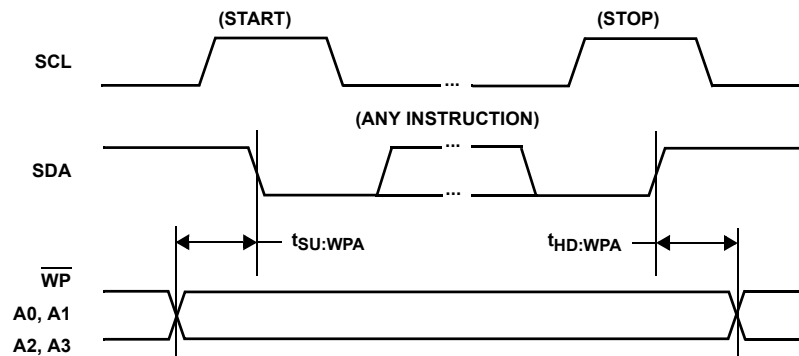 (START)
(STOP)
SCL
...
(ANY INSTRUCTION)
SDA
...
...
tSU:WPA
tHD:WPA
WP
A0, A1
A2, A3